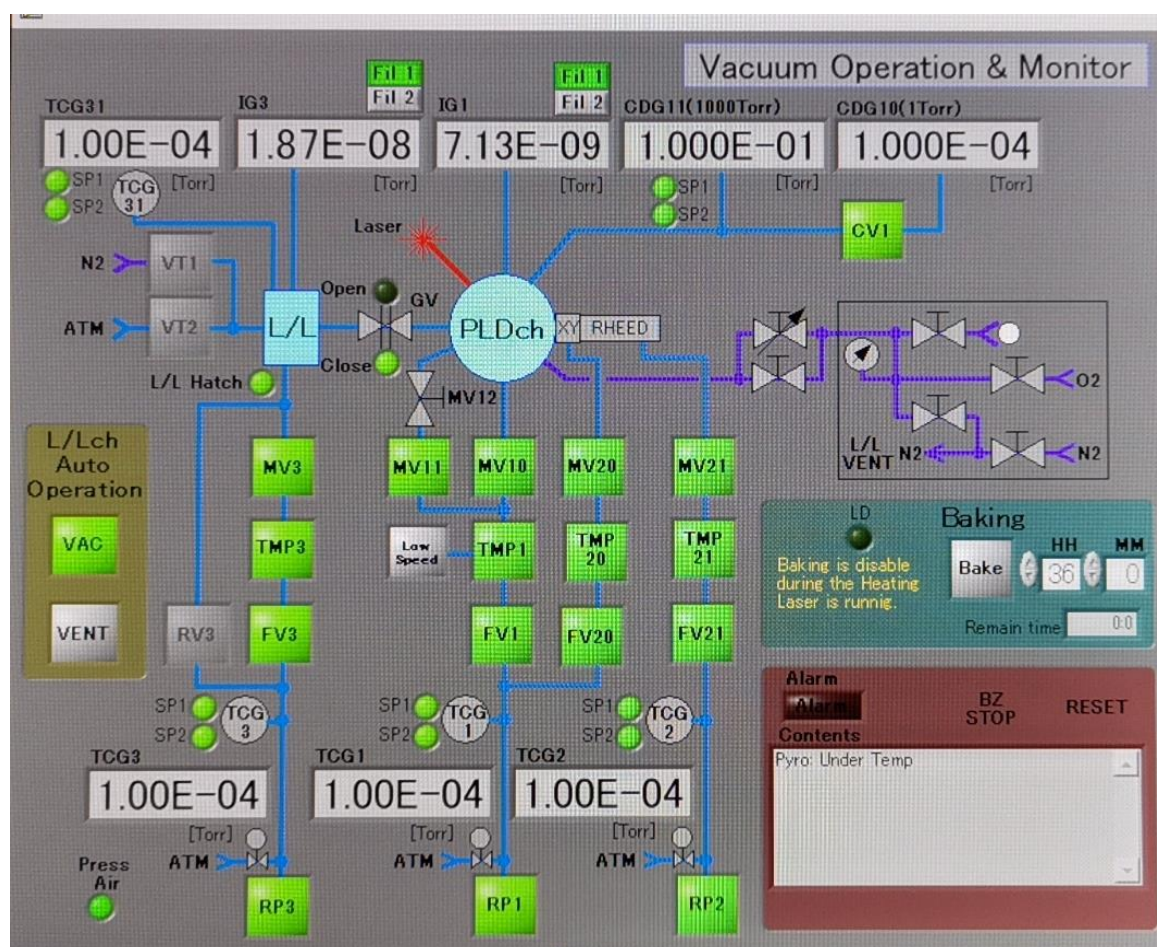 Vacuum Operation & Monitor
Fil 1
Fil 2
Fil 1
Fil 2
TCG31
IG3
IG1
CDG11(1000Torr)
CDG10(1Torr)
1.00E-04
1.87E-08
7.13E-09
1.000E-01
1.000E-04
SP1
SP2
TCG
31
[Torr]
[Torr]
[Torr]
SP1
SP2
[Torr]
[Torr]
Laser
CV1
N2
VT1
ATM
VT2
L/L
Open
GV
Close
PLDch
XY
RHEED
L/L Hatch
MV12
O2
L/L
VENT
N2
N2
L/Lch
Auto
Operation
VAC
VENT
MV3
MV11
MV10
MV20
MV21
TMP3
Low
Speed
TMP1
TMP
20
TMP
21
RV3
FV3
FV1
FV20
FV21
LD
Baking
Baking is disable
during the Heating
Laser is runnig.
Bake
HH
MM
36
0
Remain time
0:0
SP1
SP2
TCG
3
SP1
SP2
TCG
1
SP1
SP2
TCG
2
TCG3
TCG1
TCG2
1.00E-04
1.00E-04
1.00E-04
[Torr]
[Torr]
[Torr]
ATM
ATM
ATM
Press
Air
RP3
RP1
RP2
Alarm
Alarm
BZ
STOP
RESET
Contents
Pyro: Under Temp